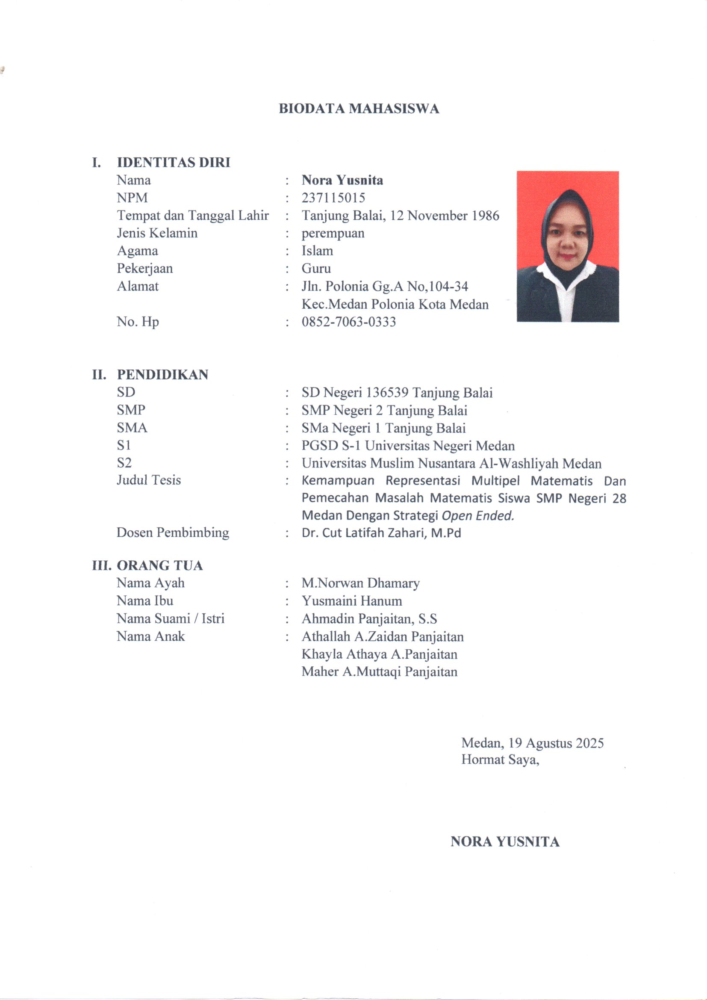 BIODATA MAHASISWA
I. IDENTITAS DIRI
Nama : Nora Yusnita
NPM : 237115015
Tempat dan Tanggal Lahir : Tanjung Balai, 12 November 1986
Jenis Kelamin : perempuan
Agama : Islam
Pekerjaan : Guru
Alamat : Jln. Polonia Gg.A No,104-34
Kec.Medan Polonia Kota Medan
No. Hp : 0852-7063-0333
II. PENDIDIKAN
SD : SD Negeri 136539 Tanjung Balai
SMP : SMP Negeri 2 Tanjung Balai
SMA : SMa Negeri 1 Tanjung Balai
S1 : PGSD S-1 Universitas Negeri Medan
S2 : Universitas Muslim Nusantara Al-Washliyah Medan
Judul Tesis : Kemampuan Representasi Multipel Matematis Dan
Pemecahan Masalah Matematis Siswa SMP Negeri 28
Medan Dengan Strategi Open Ended.
Dosen Pembimbing : Dr. Cut Latifah Zahari, M.Pd
III. ORANG TUA
Nama Ayah : M.Norwan Dhamary
Nama Ibu : Yusmaini Hanum
Nama Suami / Istri : Ahmadin Panjaitan, S.S
Nama Anak : Athallah A.Zaidan Panjaitan
Khayla Athaya A.Panjaitan
Maher A.Muttaqi Panjaitan
Medan, 19 Agustus 2025
Hormat Saya,
NORA YUSNITA